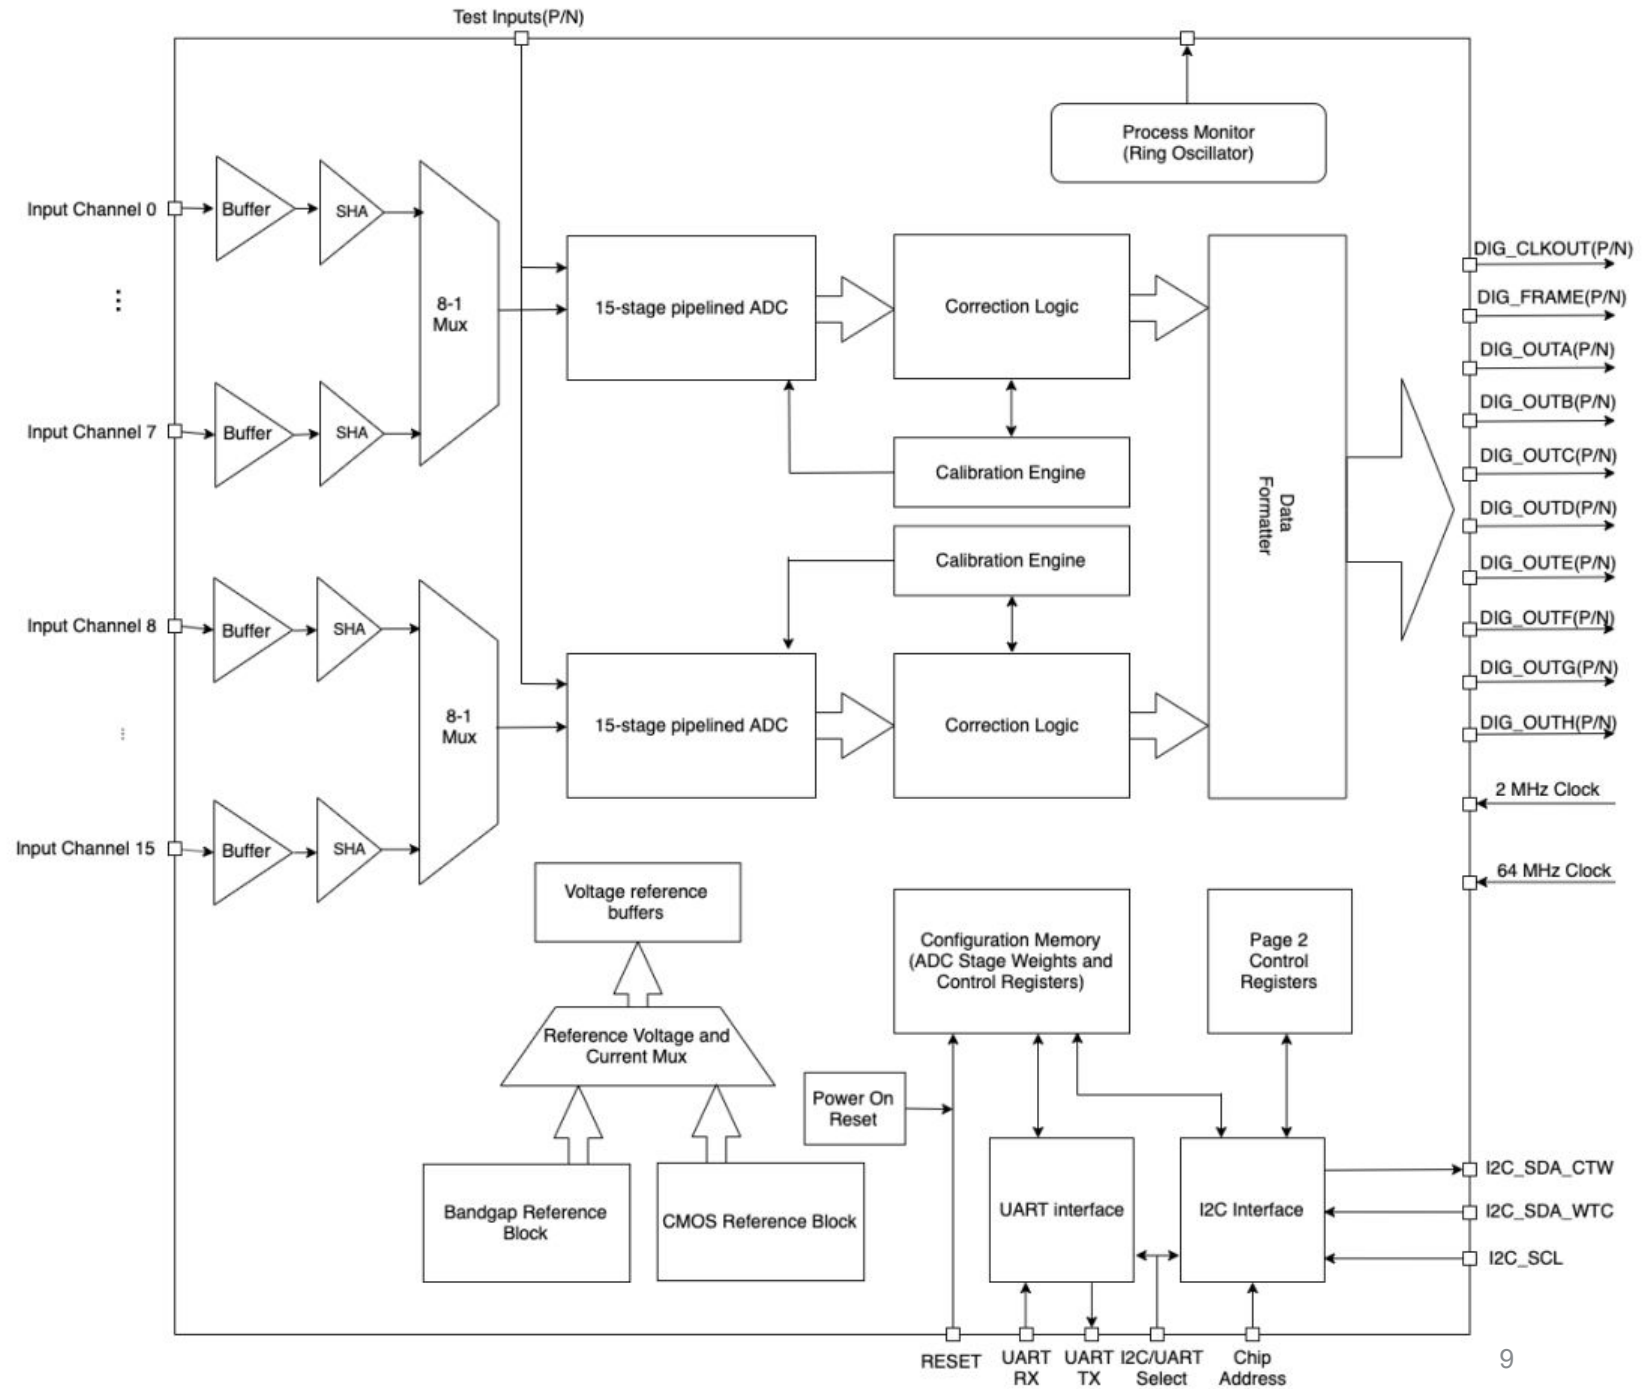 Test Inputs(P/N)
Process Monitor
(Ring Oscillator)
Input Channel 0
Buffer
SHA
...
8-1
Mux
Input Channel 7
Buffer
SHA
15-stage pipelined ADC
Correction Logic
Calibration Engine
Calibration Engine
Input Channel 8
Buffer
SHA
...
8-1
Mux
Input Channel 15
Buffer
SHA
15-stage pipelined ADC
Correction Logic
Data
Formatter
DIG_CLKOUT(P/N)
DIG_FRAME(P/N)
DIG_OUTA(P/N)
DIG_OUTB(P/N)
DIG_OUTC(P/N)
DIG_OUTD(P/N)
DIG_OUTE(P/N)
DIG_OUTF(P/N)
DIG_OUTG(P/N)
DIG_OUTH(P/N)
2 MHz Clock
64 MHz Clock
Voltage reference
buffers
Reference Voltage and
Current Mux
Bandgap Reference
Block
CMOS Reference Block
Configuration Memory
(ADC Stage Weights and
Control Registers)
Page 2
Control
Registers
Power On
Reset
UART interface
I2C Interface
I2C_SDA_CTW
I2C_SDA_WTC
I2C_SCL
RESET
UART
RX
UART
TX
I2C/UART
Select
Chip
Address
9